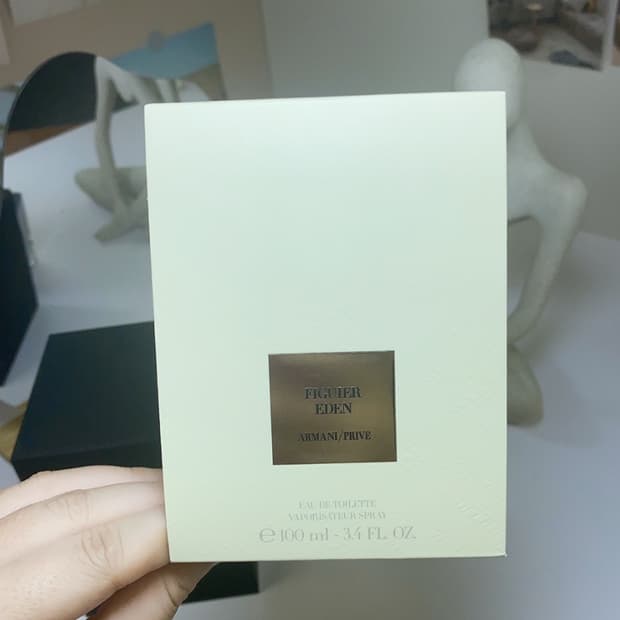 FIGUIER
EDEN
ARMANI/PRIVE
EAU DE TOILETTE
VAPORISATEUR SPRAY
℮ 100 ml - 3.4 FL. OZ.